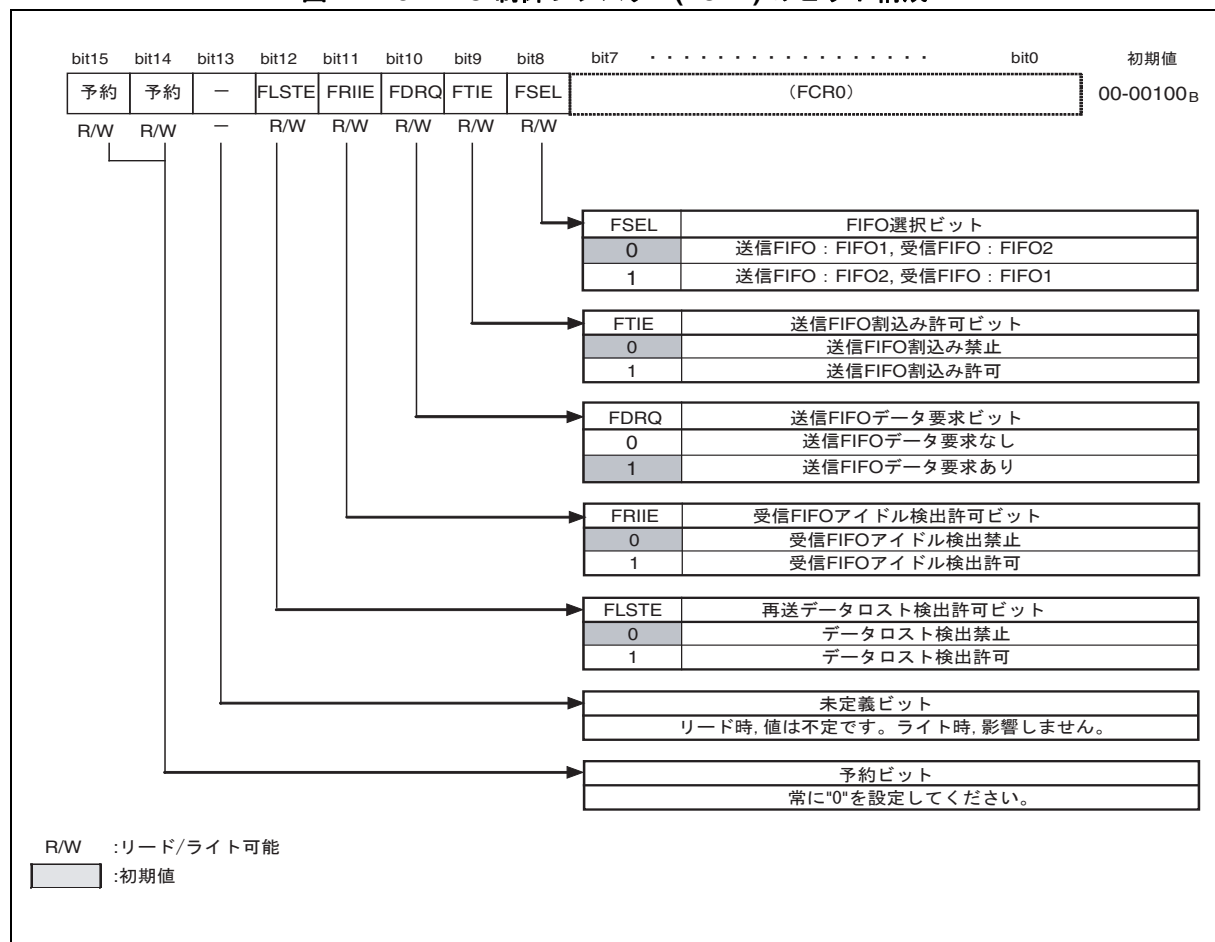 bit15 bit14 bit13 bit12 bit11 bit10 bit9 bit8 bit7 ・・・・・・・・・・・・・・・・・・ bit0 初期値
予約 予約 － FLSTE FRIIE FDRQ FTIE FSEL (FCR0) 00-00100B
R/W R/W － R/W R/W R/W R/W R/W
FSEL FIFO選択ビット
0 送信FIFO：FIFO1, 受信FIFO：FIFO2
1 送信FIFO：FIFO2, 受信FIFO：FIFO1
FTIE 送信FIFO割込み許可ビット
0 送信FIFO割込み禁止
1 送信FIFO割込み許可
FDRQ 送信FIFOデータ要求ビット
0 送信FIFOデータ要求なし
1 送信FIFOデータ要求あり
FRIIE 受信FIFOアイドル検出許可ビット
0 受信FIFOアイドル検出禁止
1 受信FIFOアイドル検出許可
FLSTE 再送データロスト検出許可ビット
0 データロスト検出禁止
1 データロスト検出許可
未定義ビット
リード時, 値は不定です。ライト時, 影響しません。
予約ビット
常に"0"を設定してください。
R/W :リード/ライト可能
:初期値